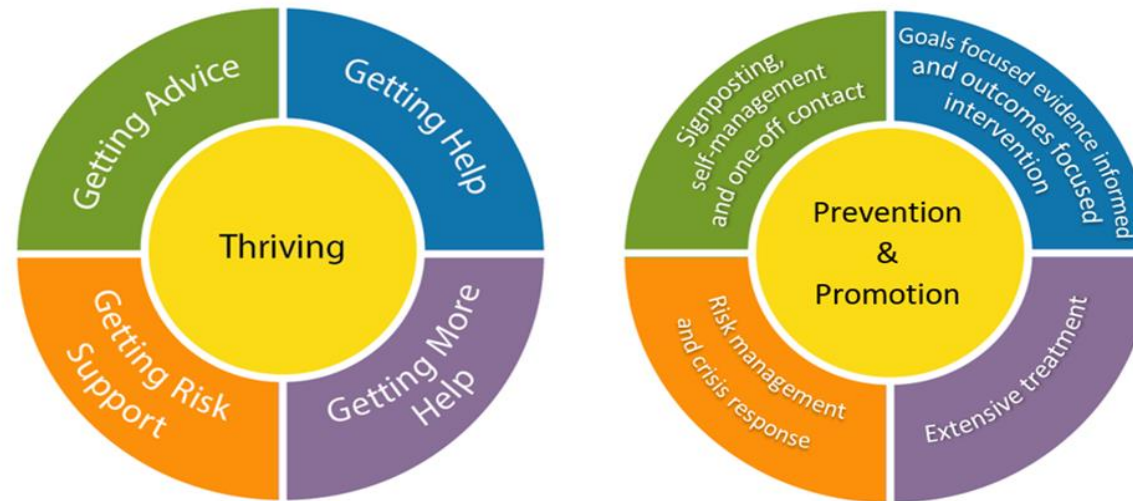 Getting Advice
Getting Help
Thriving
Getting Risk
Support
Getting More
Help
Signposting,
self-management
and one-off contact
Goals focused evidence informed
and outcomes focused
intervention
Prevention
&
Promotion
Risk management
and crisis response
Extensive treatment